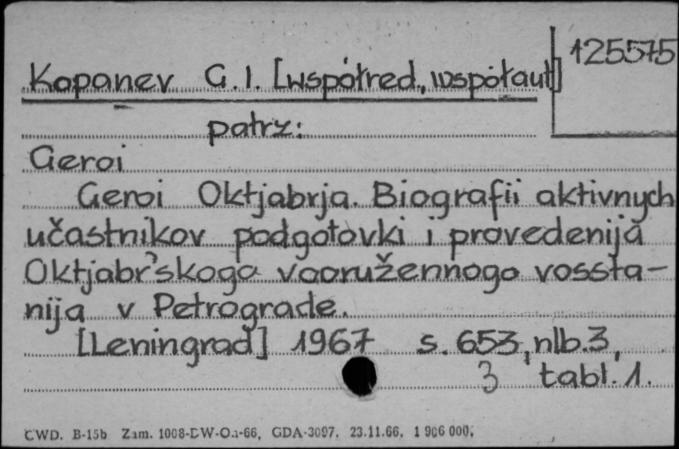 125575
Kopanev G. I. [współred., współaut]
patrz:
Geroi
Geroi Oktjabrja. Biografii aktivnych
učastnikov podgotovki i provedenija
Oktjabr'skogo vooružennogo vossta-
nija v Petrograde.
[Leningrad] 1967 s. 653, nlb. 3,
3 tabl. 1.
CWD. B-15b Zam. 1008-DW-O.i-66, GDA-3097. 23.11.66. 1 906 000.